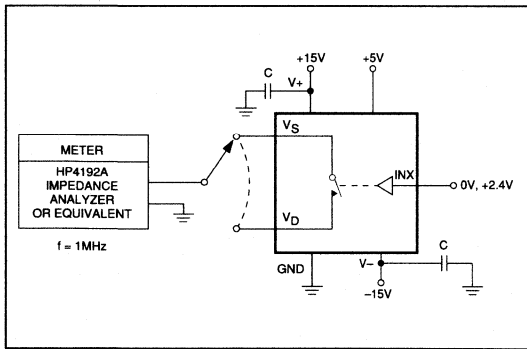 +15V
+5V
C
V+
METER
HP4192A
IMPEDANCE
ANALYZER
OR EQUIVALENT
f = 1MHz
VS
VD
INX
0V, +2.4V
GND
V–
C
–15V